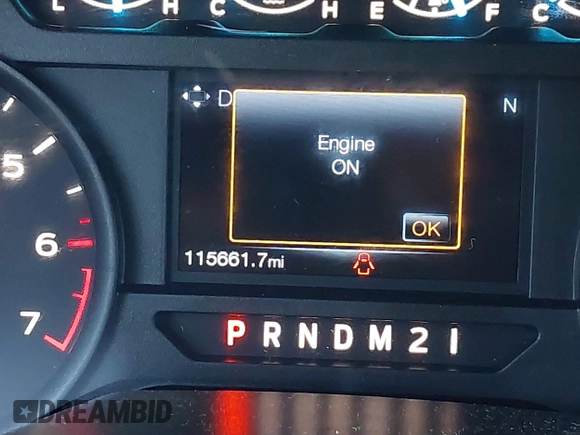 L H C H E F C
5
6
7
D
N
Engine
ON
OK
115661.7mi
P R N D M 2 1
DREAMBID